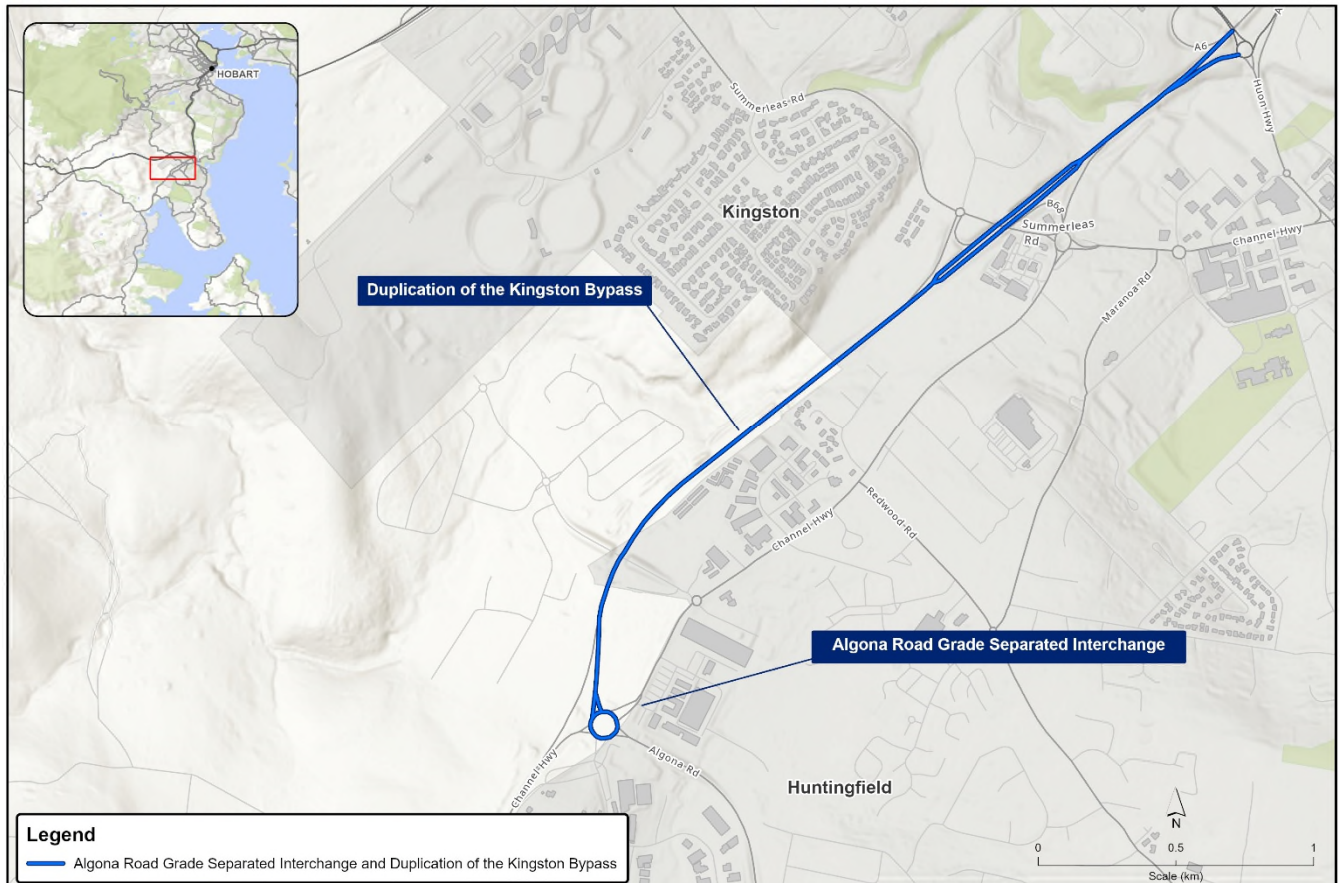 HOBART
A6
A
Huon-Hwy
Summerleas-Rd
Kingston
B68
Summerleas
Rd
Channel-Hwy
Maranoa-Rd
Duplication of the Kingston Bypass
Redwood-Rd
Channel-Hwy
Algona Road Grade Separated Interchange
Channel-Hwy
Algona-Rd
Huntingfield
N
0 0.5 1
Scale (km)
Legend
Algona Road Grade Separated Interchange and Duplication of the Kingston Bypass